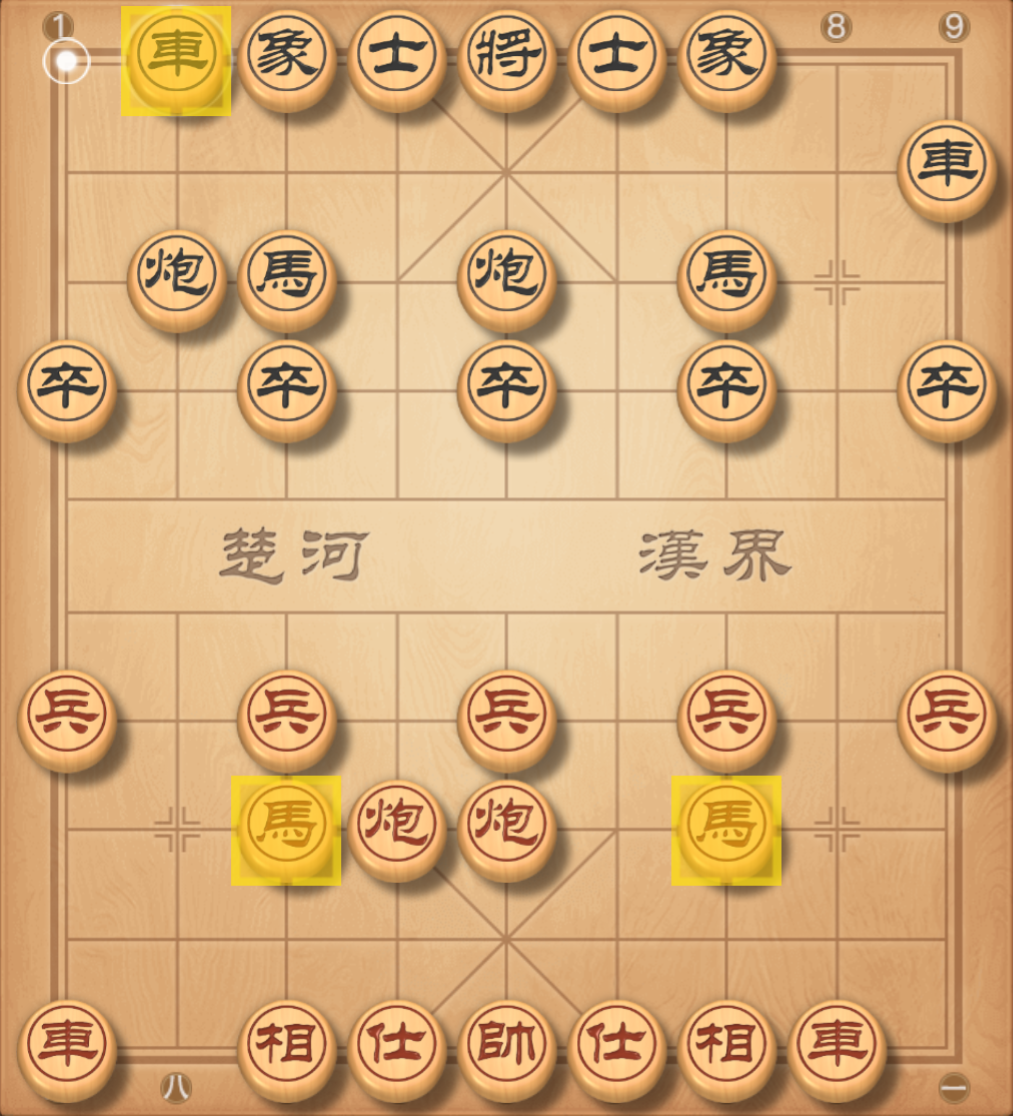 1 8 9
車 象 士 將 士 象
車
炮 馬 炮 馬
卒 卒 卒 卒 卒
楚河 漢界
兵 兵 兵 兵 兵
馬 炮 炮 馬
車 相 仕 帥 仕 相 車
八 一